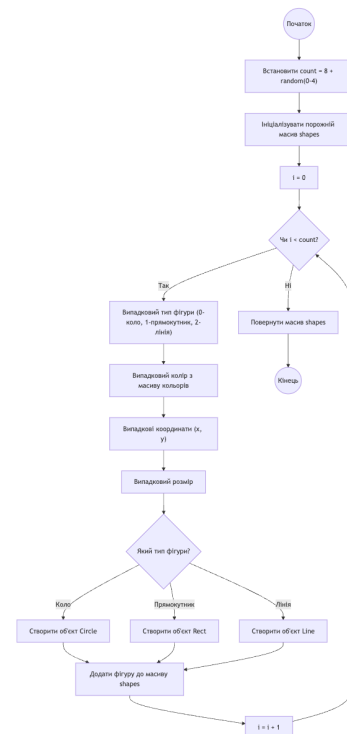 Початок
Встановити count = 8 +
random(0-4)
Ініціалізувати порожній
масив shapes
i = 0
Чи i < count?
Так
Ні
Випадковий тип фігури (0-
коло, 1-прямокутник, 2-
лінія)
Повернути масив shapes
Випадковий колір з
масиву кольорів
Кінець
Випадкові координати (x,
y)
Випадковий розмір
Який тип фігури?
Коло
Прямокутник
Лінія
Створити об'єкт Circle
Створити об'єкт Rect
Створити об'єкт Line
Додати фігуру до масиву
shapes
i = i + 1